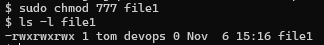 $ sudo chmod 777 file1
$ ls -l file1
-rwxrwxrwx 1 tom devops 0 Nov  6 15:16 file1